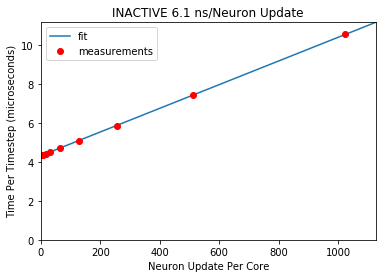 INACTIVE 6.1 ns/Neuron Update
fit
measurements
Time Per Timestep (microseconds)
10
8
6
4
2
0
0
200
400
600
800
1000
Neuron Update Per Core